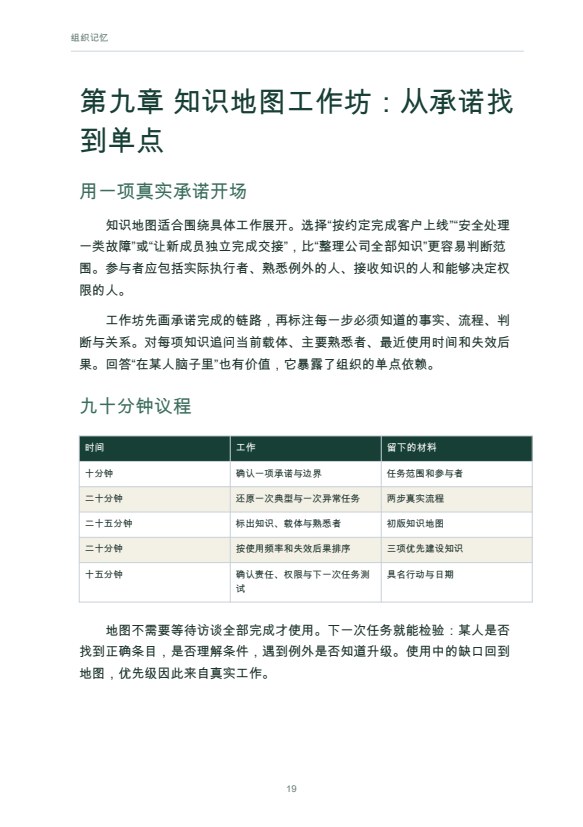 组织记忆
第九章 知识地图工作坊：从承诺找
到单点
用一项真实承诺开场
知识地图适合围绕具体工作展开。选择“按约定完成客户上线”“安全处理
一类故障”或“让新成员独立完成交接”，比“整理公司全部知识”更容易判断范
围。参与者应包括实际执行者、熟悉例外的人、接收知识的人和能够决定权
限的人。
工作坊先画承诺完成的链路，再标注每一步必须知道的事实、流程、判
断与关系。对每项知识追问当前载体、主要熟悉者、最近使用时间和失效后
果。回答“在某人脑子里”也有价值，它暴露了组织的单点依赖。
九十分钟议程
时间 工作 留下的材料
十分钟 确认一项承诺与边界 任务范围和参与者
二十分钟 还原一次典型与一次异常任务 两步真实流程
二十五分钟 标出知识、载体与熟悉者 初版知识地图
二十分钟 按使用频率和失效后果排序 三项优先建设知识
十五分钟 确认责任、权限与下一次任务测 具名行动与日期
试
地图不需要等待访谈全部完成才使用。下一次任务就能检验：某人是否
找到正确条目，是否理解条件，遇到例外是否知道升级。使用中的缺口回到
地图，优先级因此来自真实工作。
19